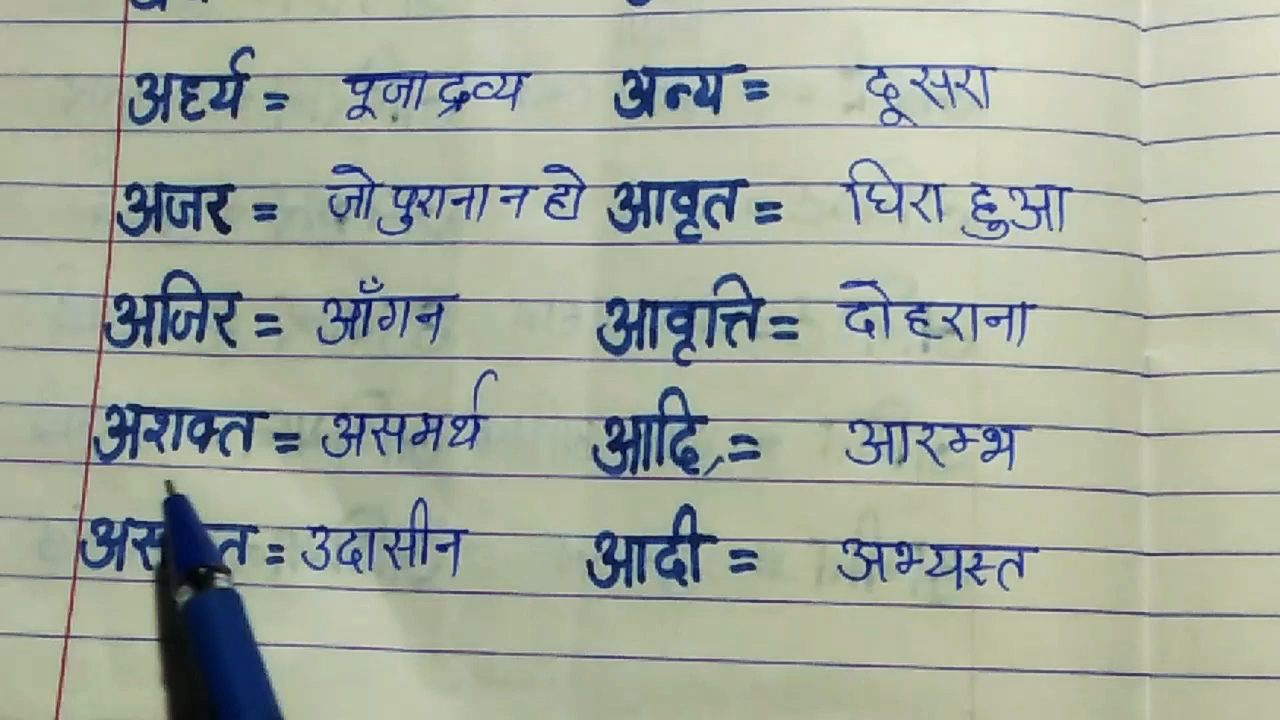 अर्घ्य = पूजाद्रव्य अन्य = दूसरा
अजर = जो पुराना न हो आवृत = घिरा हुआ
अजिर = आँगन आवृत्ति = दोहराना
अशक्त = असमर्थ आदि = आरम्भ
= उदासीन आदी = अभ्यस्त